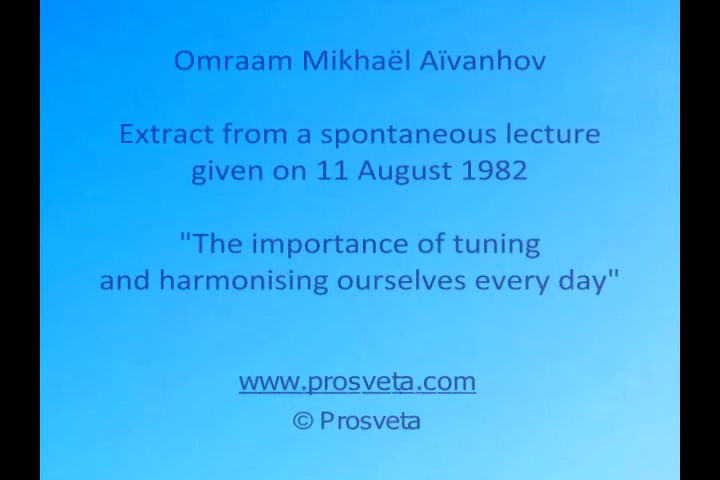 Omraam Mikhaël Aïvanhov
Extract from a spontaneous lecture
given on 11 August 1982
"The importance of tuning
and harmonising ourselves every day"
www.prosveta.com
© Prosveta